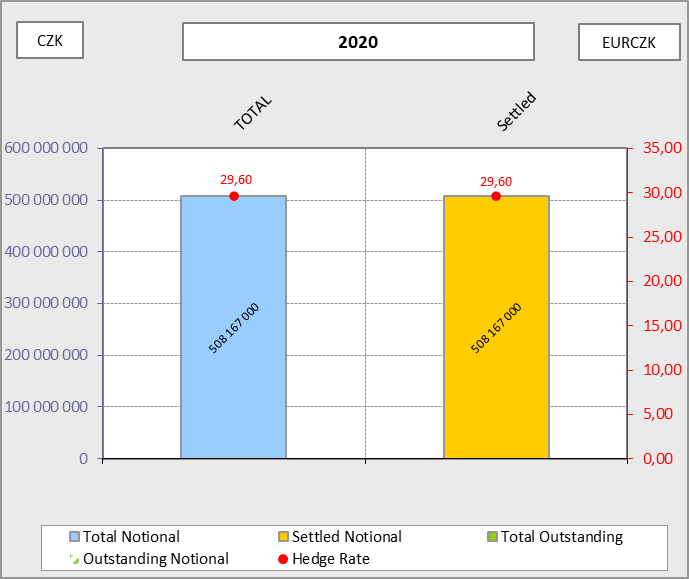 CZK
2020
EURCZK
TOTAL
Settled
600 000 000
500 000 000
400 000 000
300 000 000
200 000 000
100 000 000
0
29,60
29,60
508 167 000
508 167 000
35,00
30,00
25,00
20,00
15,00
10,00
5,00
0,00
Total Notional
Settled Notional
Total Outstanding
Outstanding Notional
Hedge Rate